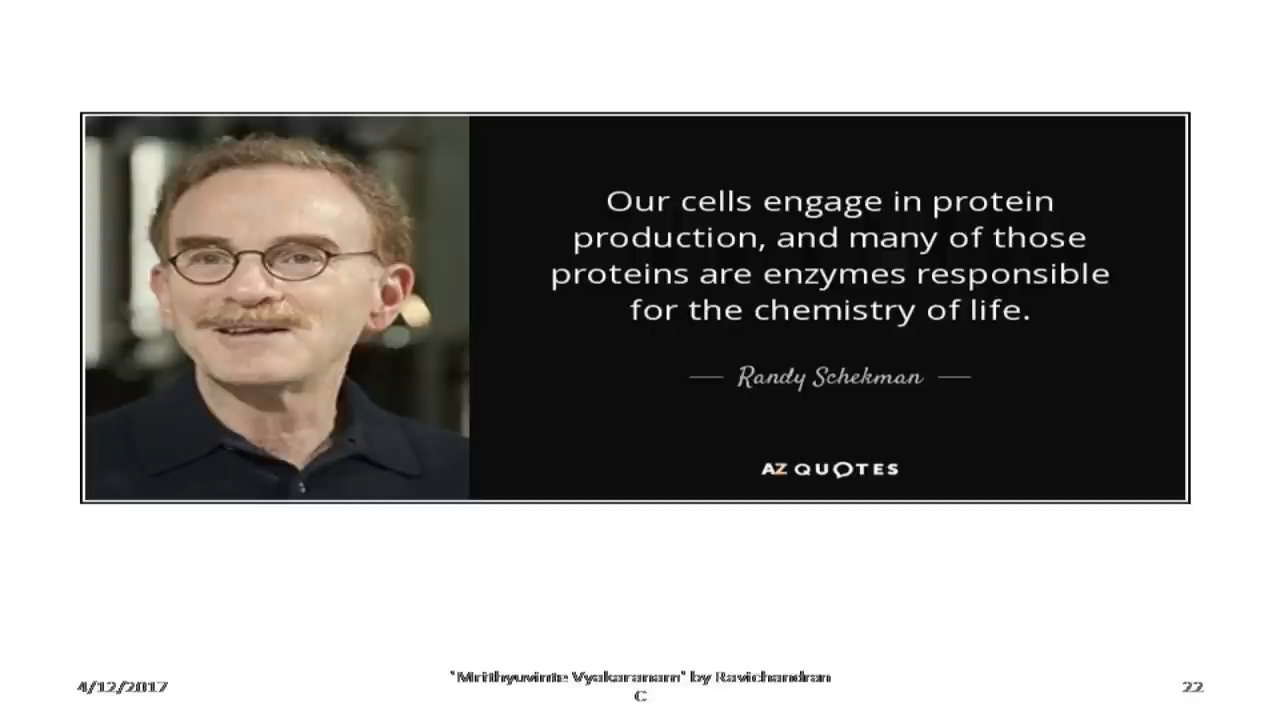 Our cells engage in protein
production, and many of those
proteins are enzymes responsible
for the chemistry of life.
Randy Schekman
AZ QUOTES
4/12/2017
"Mrithyuvinte Vyakaranam" by Ravichandran
C
22